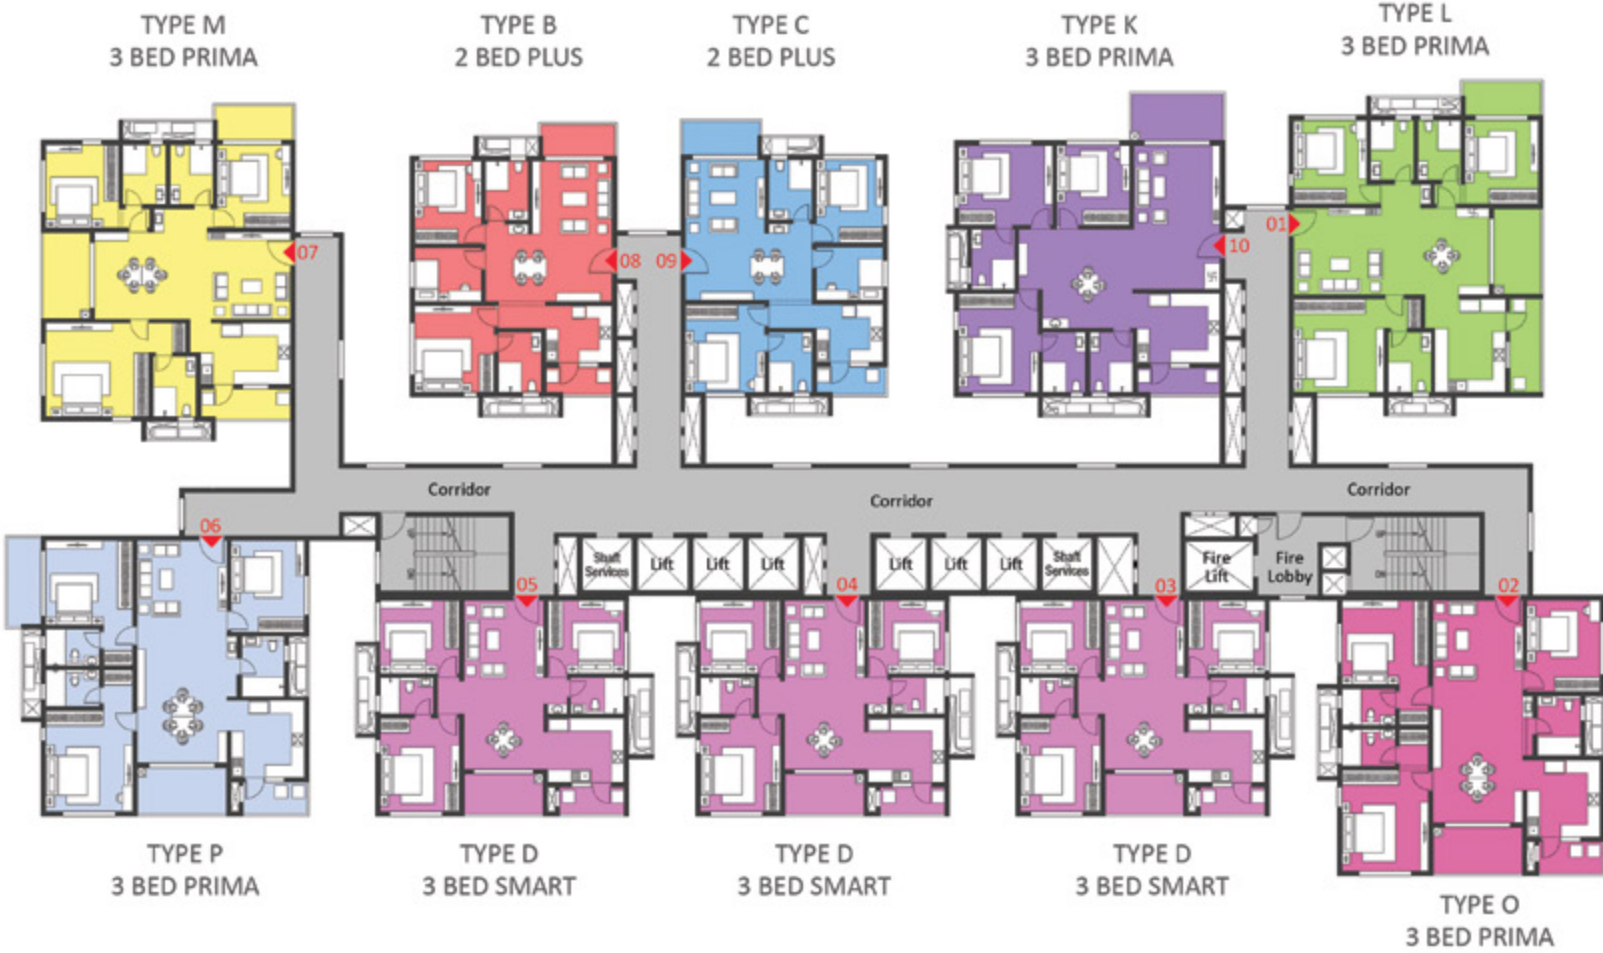 TYPE M
3 BED PRIMA
TYPE B
2 BED PLUS
TYPE C
2 BED PLUS
TYPE K
3 BED PRIMA
TYPE L
3 BED PRIMA
07
08
09
10
01
Corridor
Corridor
Corridor
06
Shaft
Services
Lift
Lift
Lift
Lift
Lift
Lift
Shaft
Services
Fire
Lift
Fire
Lobby
05
04
03
02
TYPE P
3 BED PRIMA
TYPE D
3 BED SMART
TYPE D
3 BED SMART
TYPE D
3 BED SMART
TYPE O
3 BED PRIMA